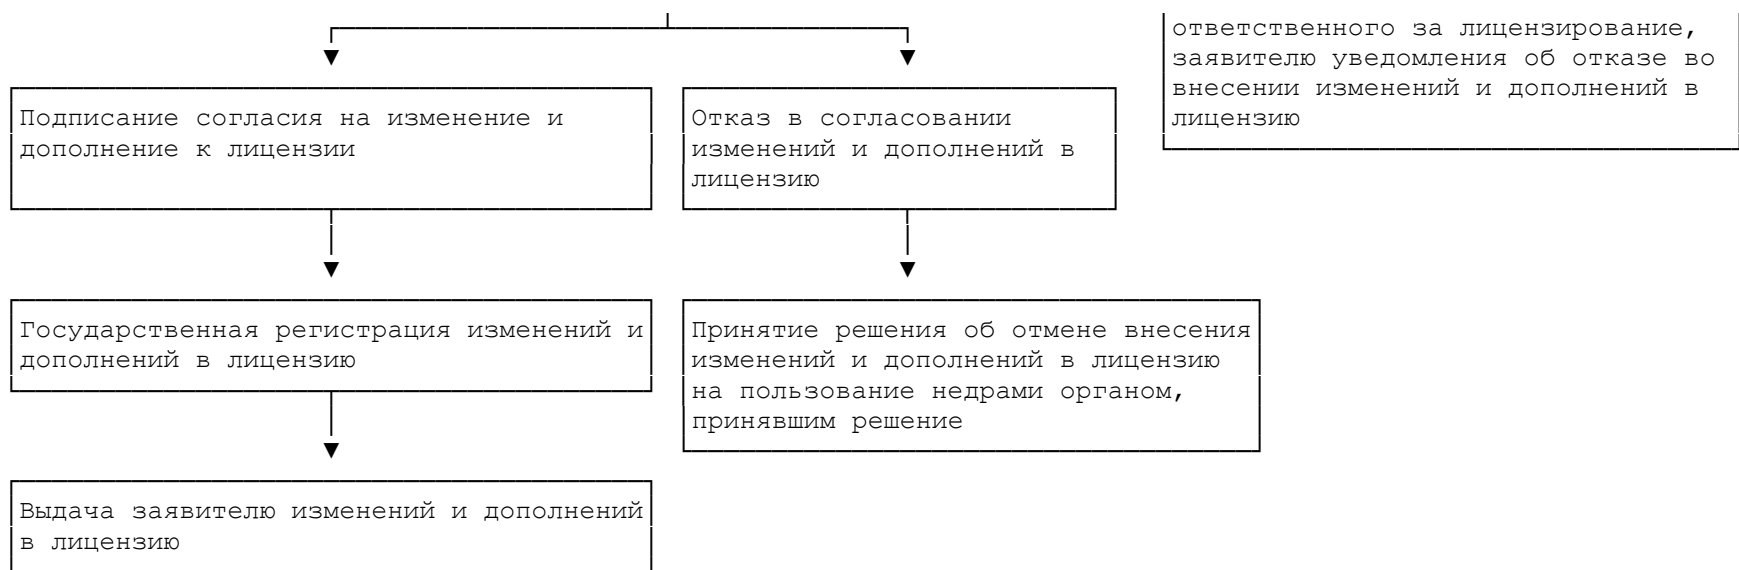 ответственного за лицензирование,
заявителю уведомления об отказе во
внесении изменений и дополнений в
лицензию
Подписание согласия на изменение и
дополнение к лицензии
Отказ в согласовании
изменений и дополнений в
лицензию
Государственная регистрация изменений и
дополнений в лицензию
Принятие решения об отмене внесения
изменений и дополнений в лицензию
на пользование недрами органом,
принявшим решение
Выдача заявителю изменений и дополнений
в лицензию